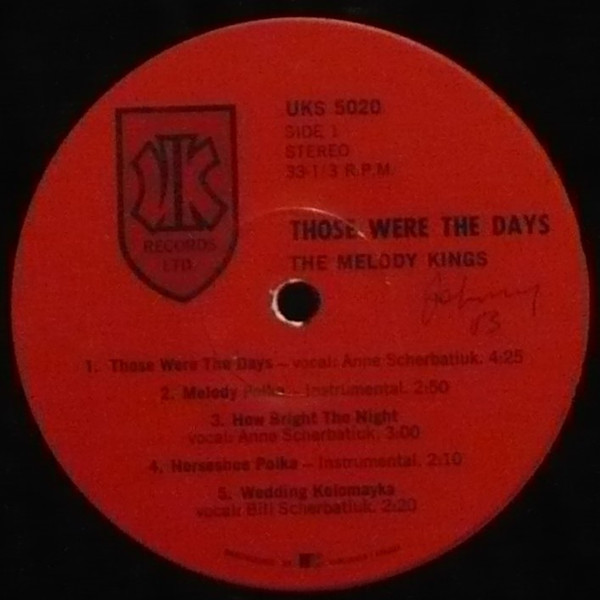 UK
RECORDS
LTD.
UKS 5020
SIDE 1
STEREO
33-1/3 R.P.M.
THOSE WERE THE DAYS
THE MELODY KINGS
Johnny
1. Those Were The Days – vocal: Anne Scherbatiuk. 4:25
2. Melody Polka – Instrumental. 2:50
3. How Bright The Night
vocal: Anne Scherbatiuk. 3:00
4. Horseshoe Polka – Instrumental. 2:10
5. Wedding Kolomayka
vocal: Bill Scherbatiuk. 2:20